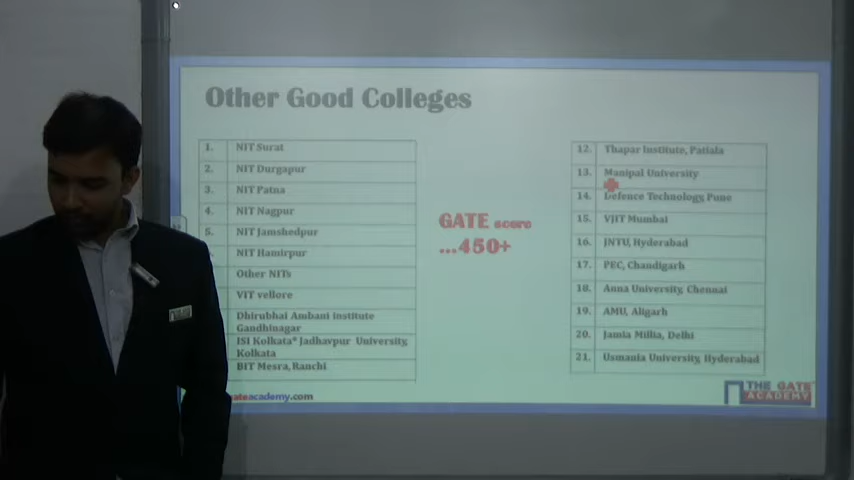 Other Good Colleges
1. NIT Surat
2. NIT Durgapur
3. NIT Patna
4. NIT Nagpur
5. NIT Jamshedpur
NIT Hamirpur
Other NITs
VIT vellore
Dhirubhai Ambani institute
Gandhinagar
ISI Kolkata* Jadhavpur University,
Kolkata
BIT Mesra, Ranchi
GATE score
...450+
12. Thapar Institute, Patiala
13. Manipal University
14. Defence Technology, Pune
15. VJIT Mumbai
16. JNTU, Hyderabad
17. PEC, Chandigarh
18. Anna University, Chennai
19. AMU, Aligarh
20. Jamia Millia, Delhi
21. Usmania University, Hyderabad
ateacademy.com
THE GATE
ACADEMY